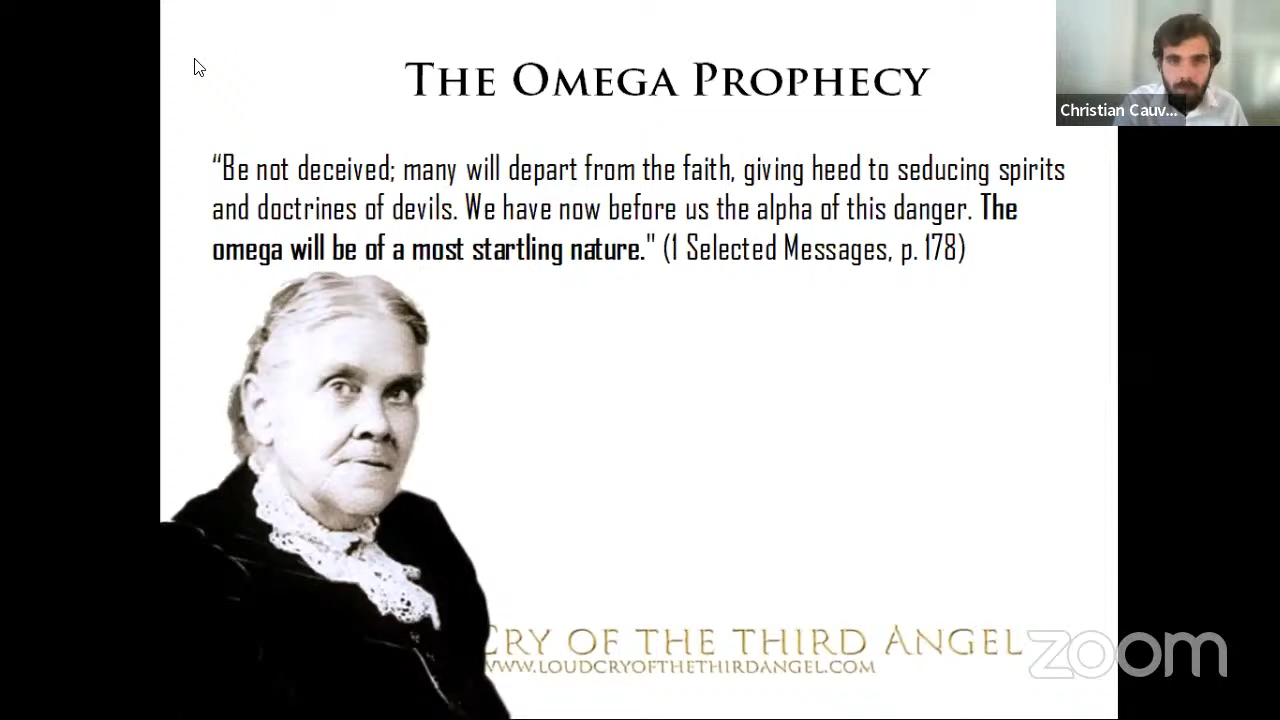 THE OMEGA PROPHECY
Christian Cauv...
“Be not deceived; many will depart from the faith, giving heed to seducing spirits
and doctrines of devils. We have now before us the alpha of this danger. The
omega will be of a most startling nature." (1 Selected Messages, p. 178)
CRY OF THE THIRD ANGEL
WWW.LOUDCRYOFTHETHIRDANGEL.COM
zoom